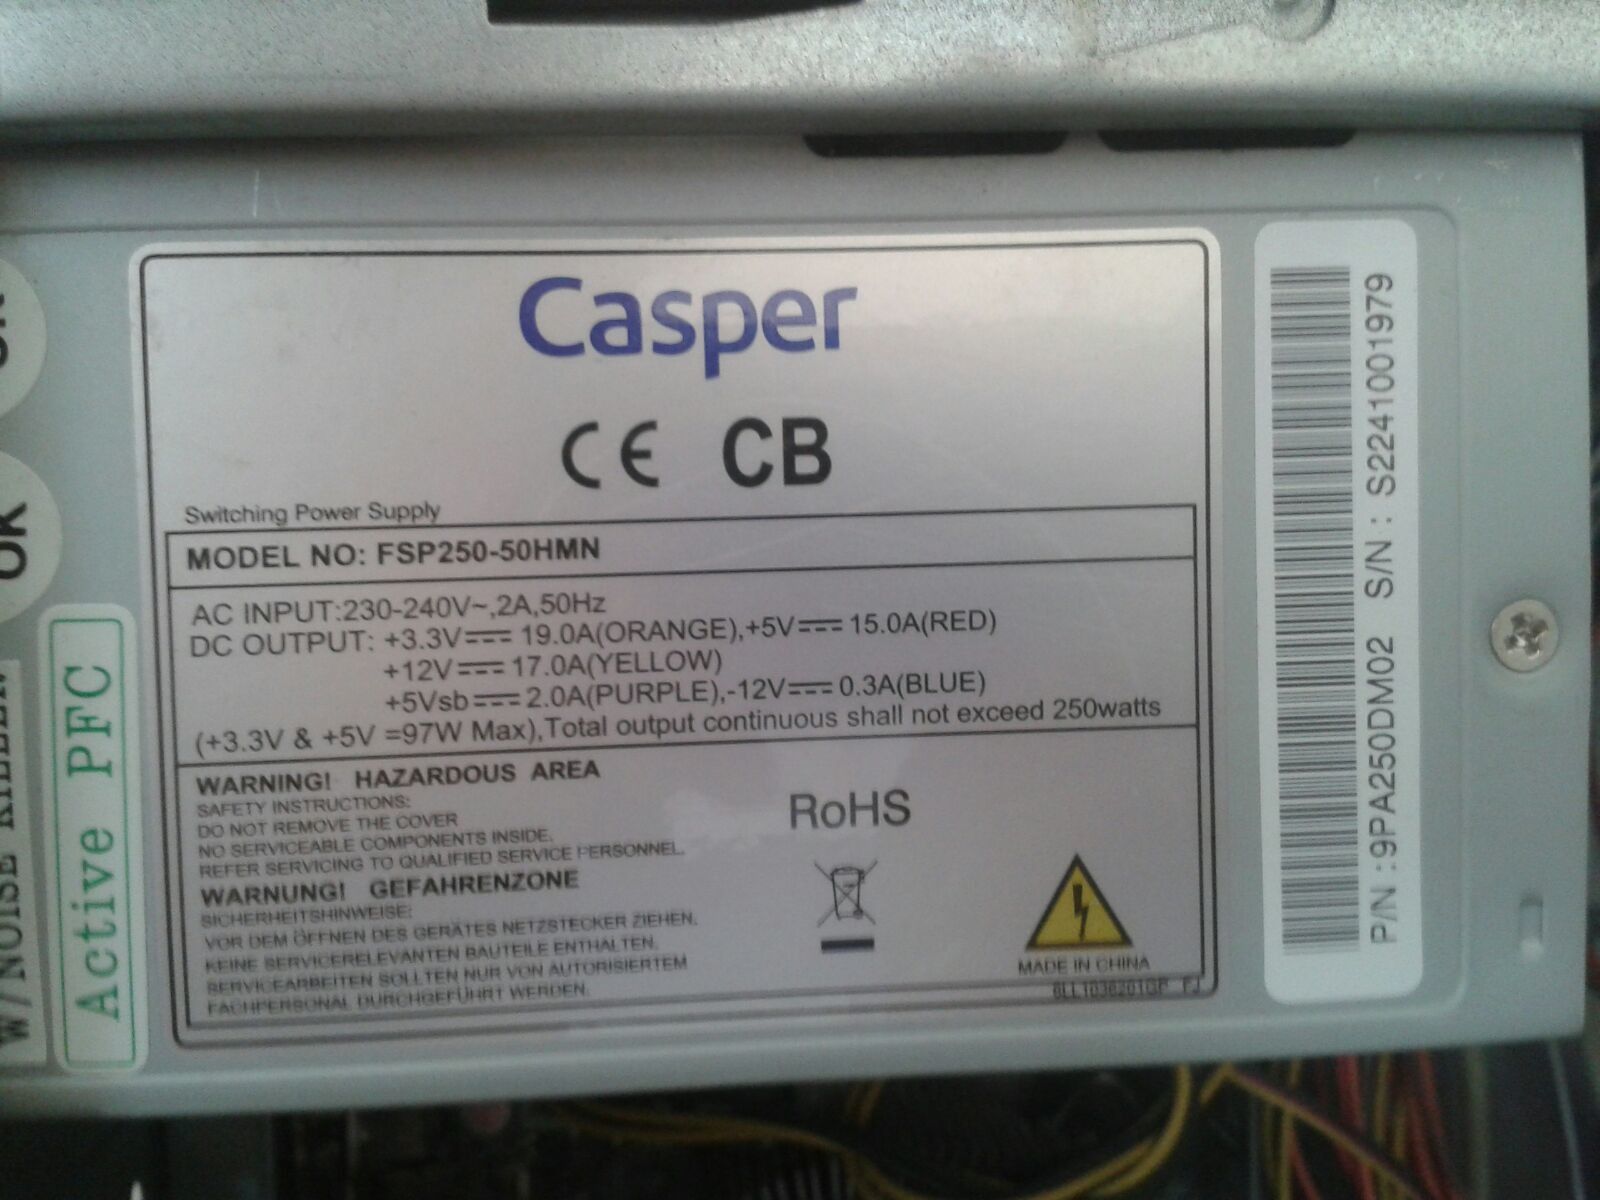 Casper
CE CB
Switching Power Supply
MODEL NO: FSP250-50HMN
AC INPUT:230-240V~,2A,50Hz
DC OUTPUT: +3.3V⎓19.0A(ORANGE),+5V⎓15.0A(RED)
+12V⎓17.0A(YELLOW)
+5Vsb⎓2.0A(PURPLE),-12V⎓0.3A(BLUE)
(+3.3V & +5V =97W Max),Total output continuous shall not exceed 250watts
WARNING! HAZARDOUS AREA
SAFETY INSTRUCTIONS:
DO NOT REMOVE THE COVER
NO SERVICEABLE COMPONENTS INSIDE.
REFER SERVICING TO QUALIFIED SERVICE PERSONNEL.
WARNUNG! GEFAHRENZONE
SICHERHEITSHINWEISE:
VOR DEM ÖFFNEN DES GERÄTES NETZSTECKER ZIEHEN.
KEINE SERVICERELEVANTEN BAUTEILE ENTHALTEN.
SERVICEARBEITEN SOLLTEN NUR VON AUTORISIERTEM
FACHPERSONAL DURCHGEFÜHRT WERDEN.
RoHS
MADE IN CHINA
P/N :9PA250DM02 S/N : S2241001979
OK
W/NOISE KILLER
Active PFC